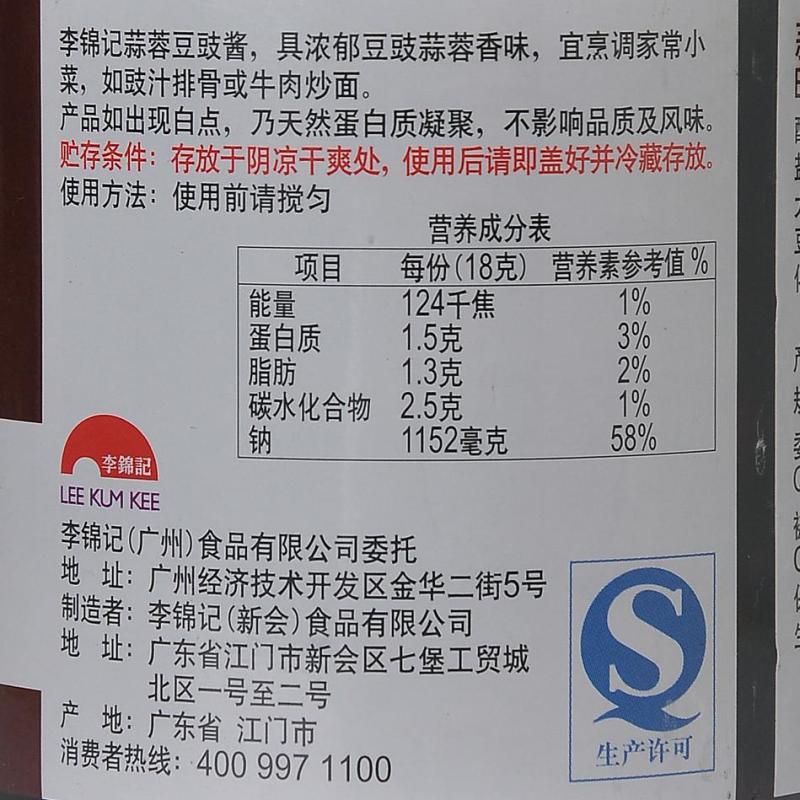 李锦记蒜蓉豆豉酱，具浓郁豆豉蒜蓉香味，宜烹调家常小
菜，如豉汁排骨或牛肉炒面。
产品如出现白点，乃天然蛋白质凝聚，不影响品质及风味。
贮存条件：存放于阴凉干爽处，使用后请即盖好并冷藏存放。
使用方法：使用前请搅匀
营养成分表
项目 每份(18克) 营养素参考值%
能量 124千焦 1%
蛋白质 1.5克 3%
脂肪 1.3克 2%
碳水化合物 2.5克 1%
钠 1152毫克 58%
李錦記
LEE KUM KEE
李锦记(广州)食品有限公司委托
地 址：广州经济技术开发区金华二街5号
制造者：李锦记(新会)食品有限公司
地 址：广东省江门市新会区七堡工贸城
北区一号至二号
产 地：广东省 江门市
消费者热线：400 997 1100
S
生产许可